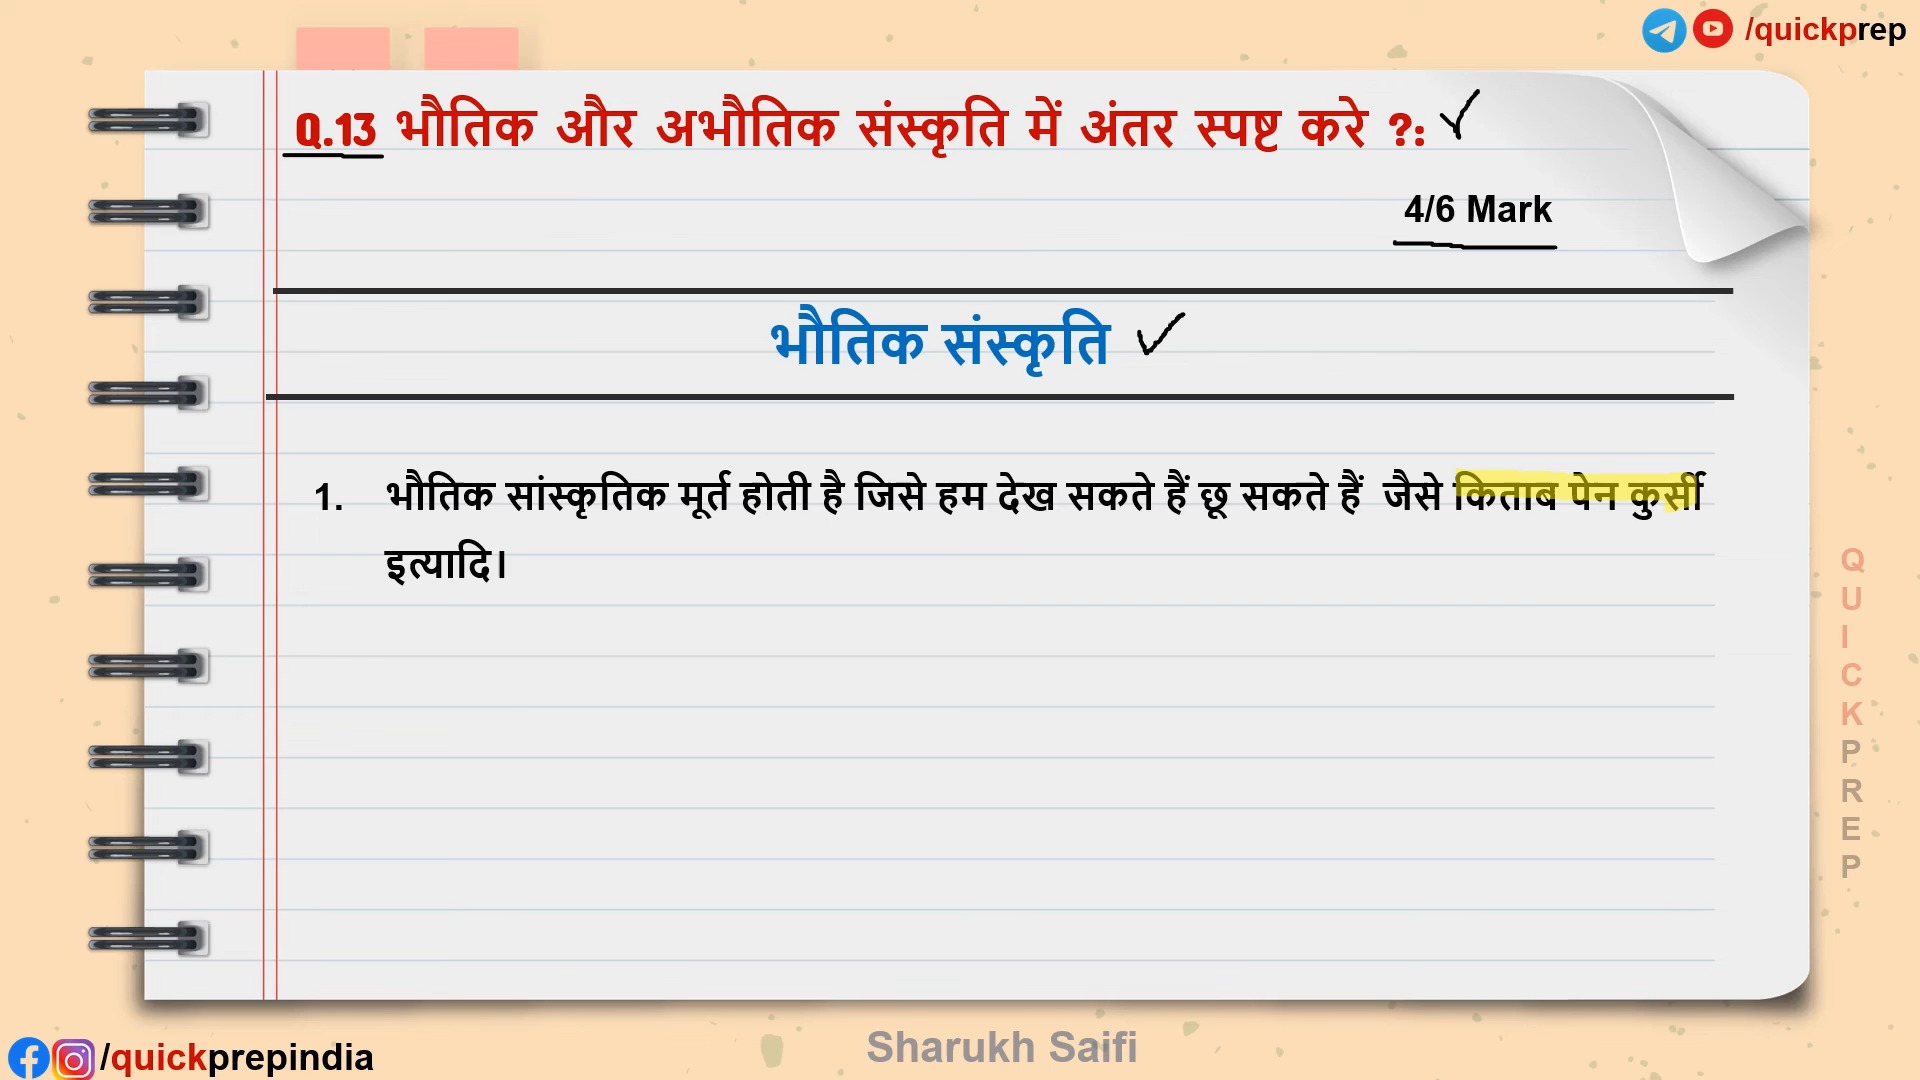 /quickprep
Q.13 भौतिक और अभौतिक संस्कृति में अंतर स्पष्ट करे ?:
4/6 Mark
भौतिक संस्कृति
1. भौतिक सांस्कृतिक मूर्त होती है जिसे हम देख सकते हैं छू सकते हैं जैसे किताब पेन कुर्सी
इत्यादि।
QUICKPREP
Sharukh Saifi
/quickprepindia